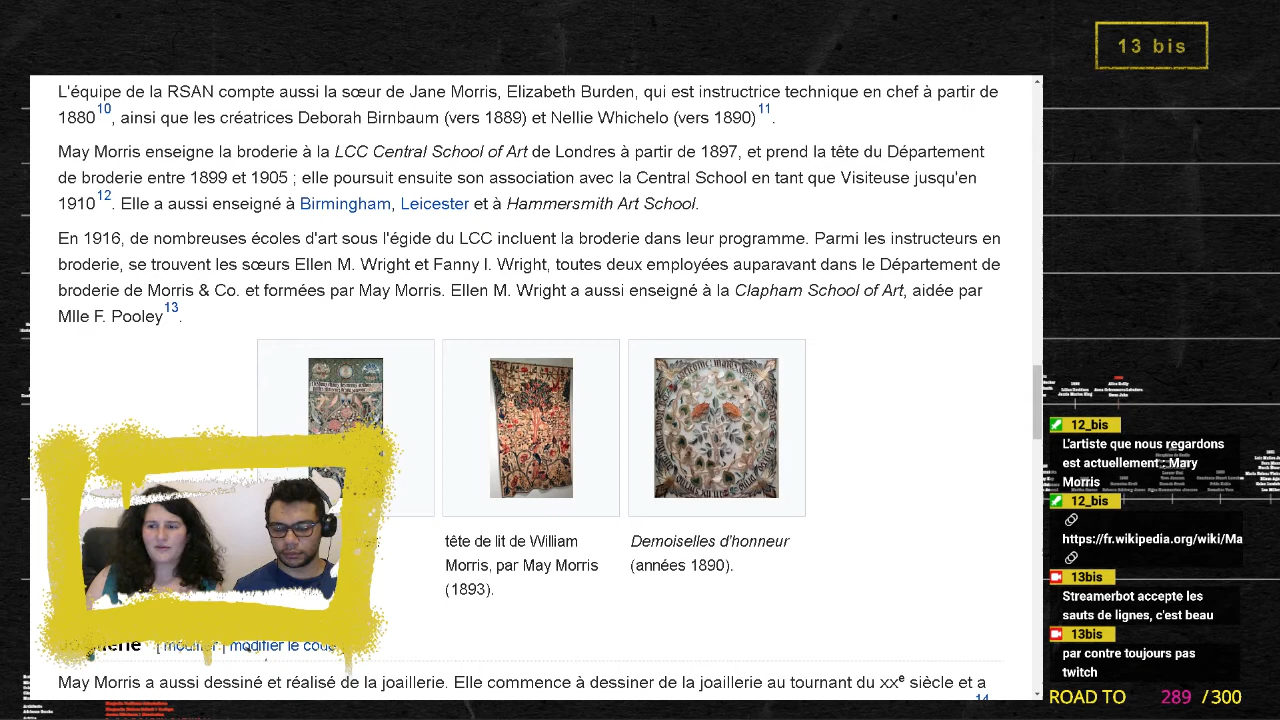 13 bis
L'équipe de la RSAN compte aussi la sœur de Jane Morris, Elizabeth Burden, qui est instructrice technique en chef à partir de
1880¹⁰, ainsi que les créatrices Deborah Birnbaum (vers 1889) et Nellie Whichelo (vers 1890)¹¹.
May Morris enseigne la broderie à la LCC Central School of Art de Londres à partir de 1897, et prend la tête du Département
de broderie entre 1899 et 1905 ; elle poursuit ensuite son association avec la Central School en tant que Visiteuse jusqu'en
1910¹². Elle a aussi enseigné à Birmingham, Leicester et à Hammersmith Art School.
En 1916, de nombreuses écoles d'art sous l'égide du LCC incluent la broderie dans leur programme. Parmi les instructeurs en
broderie, se trouvent les sœurs Ellen M. Wright et Fanny I. Wright, toutes deux employées auparavant dans le Département de
broderie de Morris & Co. et formées par May Morris. Ellen M. Wright a aussi enseigné à la Clapham School of Art, aidée par
Mlle F. Pooley¹³.
tête de lit de William
Morris, par May Morris
(1893).
Demoiselles d'honneur
(années 1890).
[ modifier | modifier le code
May Morris a aussi dessiné et réalisé de la joaillerie. Elle commence à dessiner de la joaillerie au tournant du XXe siècle et a
14
12_bis
L'artiste que nous regardons
est actuellement : Mary
Morris
12_bis
https://fr.wikipedia.org/wiki/Ma
13bis
Streamerbot accepte les
sauts de lignes, c'est beau
13bis
par contre toujours pas
twitch
ROAD TO 289 / 300